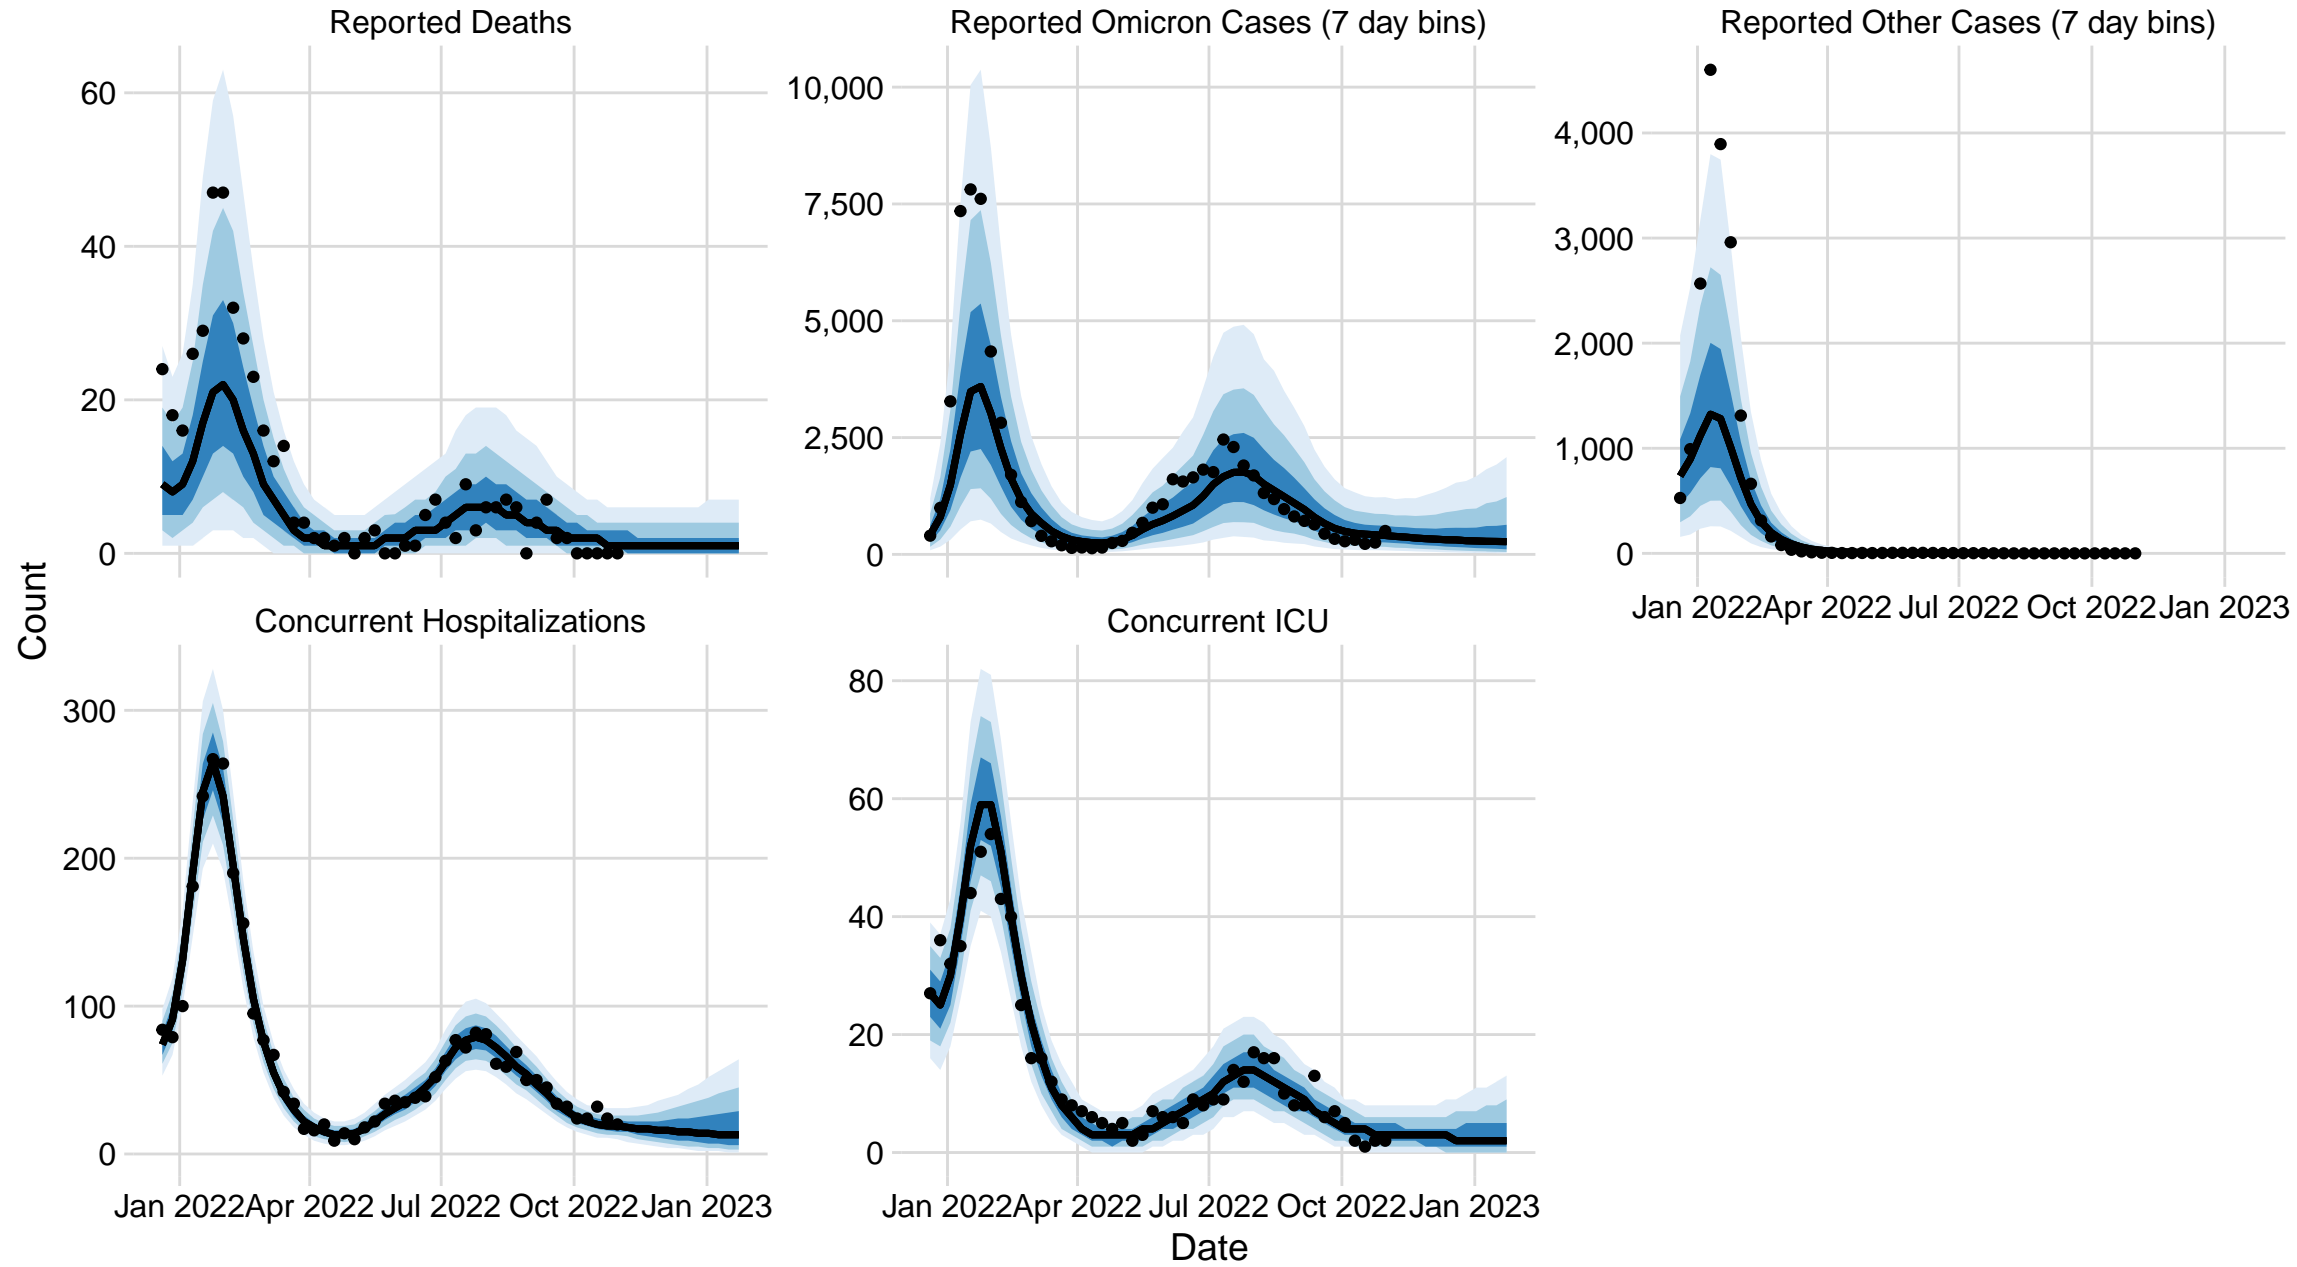 Reported Deaths
Reported Omicron Cases (7 day bins)
Reported Other Cases (7 day bins)
60
40
20
0
10,000
7,500
5,000
2,500
0
4,000
3,000
2,000
1,000
0
Jan 2022 Apr 2022 Jul 2022 Oct 2022 Jan 2023
Count
Concurrent Hospitalizations
Concurrent ICU
300
200
100
0
80
60
40
20
0
Jan 2022 Apr 2022 Jul 2022 Oct 2022 Jan 2023
Jan 2022 Apr 2022 Jul 2022 Oct 2022 Jan 2023
Date